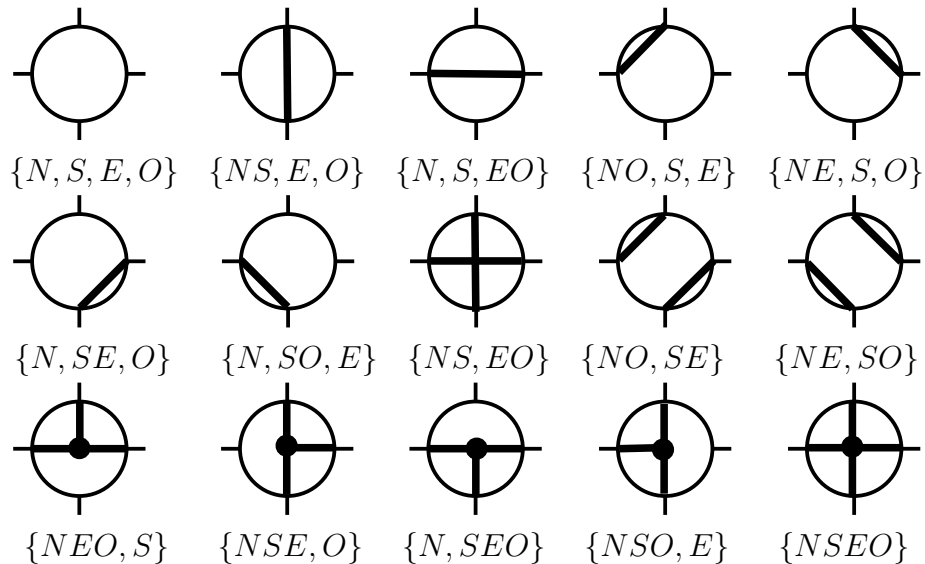 {N, S, E, O} {NS, E, O} {N, S, EO} {NO, S, E} {NE, S, O}
{N, SE, O} {N, SO, E} {NS, EO} {NO, SE} {NE, SO}
{NEO, S} {NSE, O} {N, SEO} {NSO, E} {NSEO}